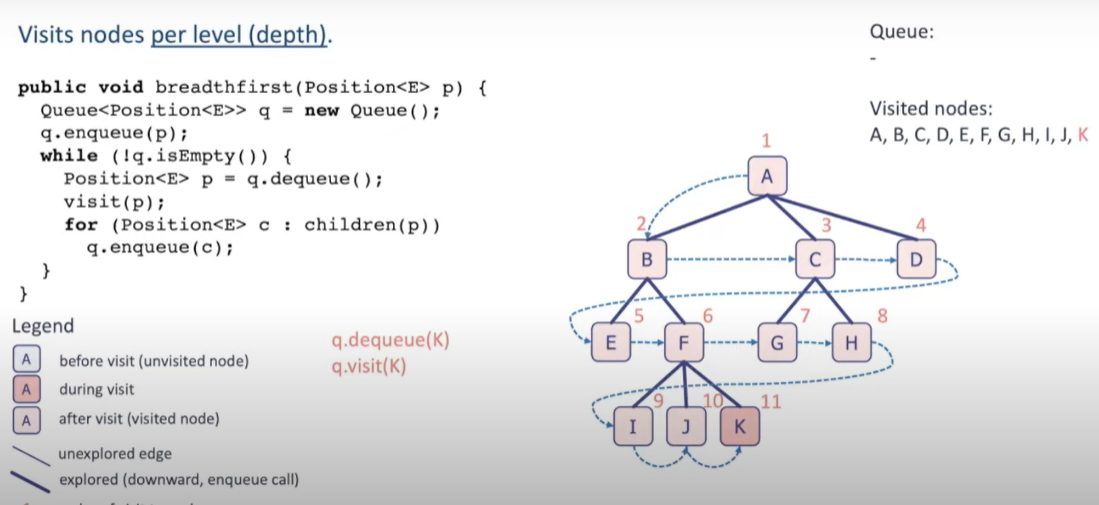 Visits nodes per level (depth).
public void breadthfirst(Position<E> p) {
Queue<Position<E>> q = new Queue();
q.enqueue(p);
while (!q.isEmpty()) {
Position<E> p = q.dequeue();
visit(p);
for (Position<E> c : children(p))
q.enqueue(c);
}
}
Legend
A before visit (unvisited node)
A during visit
A after visit (visited node)
unexplored edge
explored (downward, enqueue call)
q.dequeue(K)
q.visit(K)
Queue:
-
Visited nodes:
A, B, C, D, E, F, G, H, I, J, K
1
A
2 3 4
B C D
5 6 7 8
E F G H
9 10 11
I J K